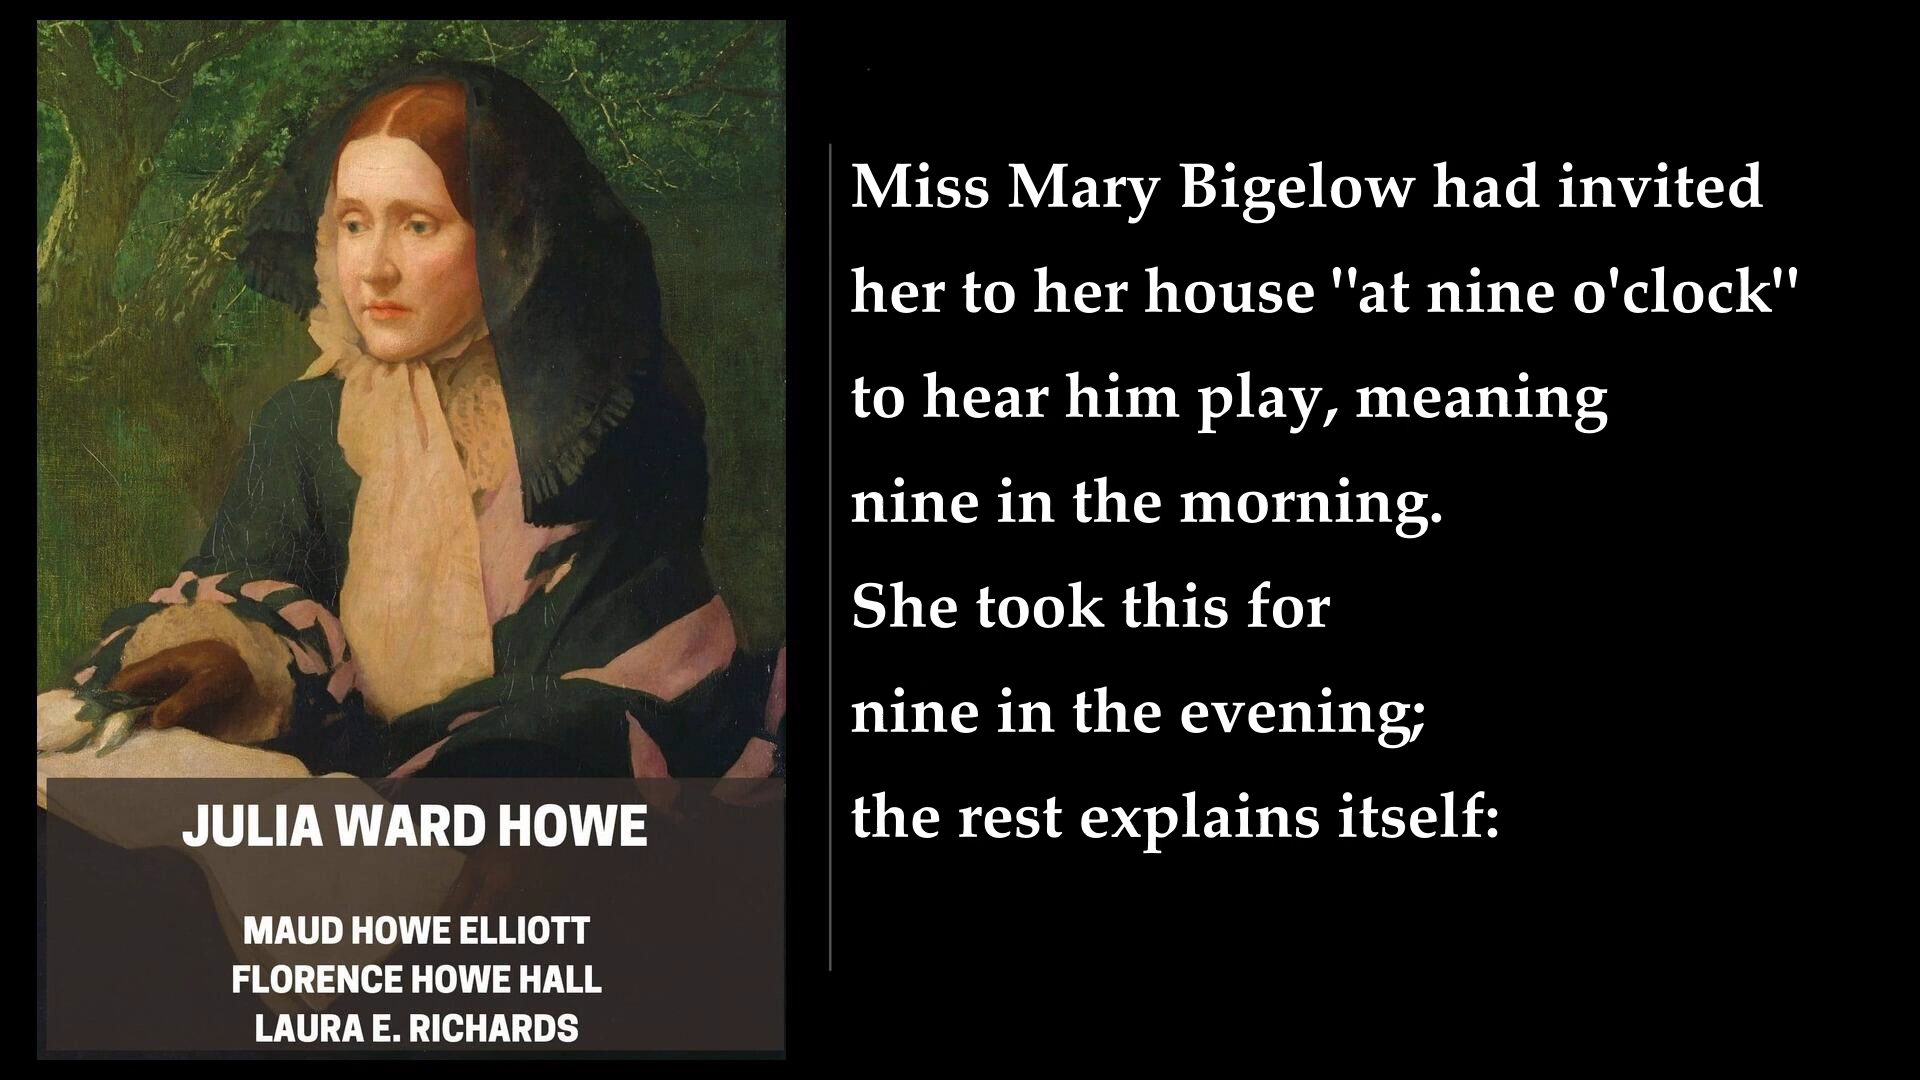 JULIA WARD HOWE
MAUD HOWE ELLIOTT
FLORENCE HOWE HALL
LAURA E. RICHARDS
Miss Mary Bigelow had invited
her to her house "at nine o'clock"
to hear him play, meaning
nine in the morning.
She took this for
nine in the evening;
the rest explains itself: